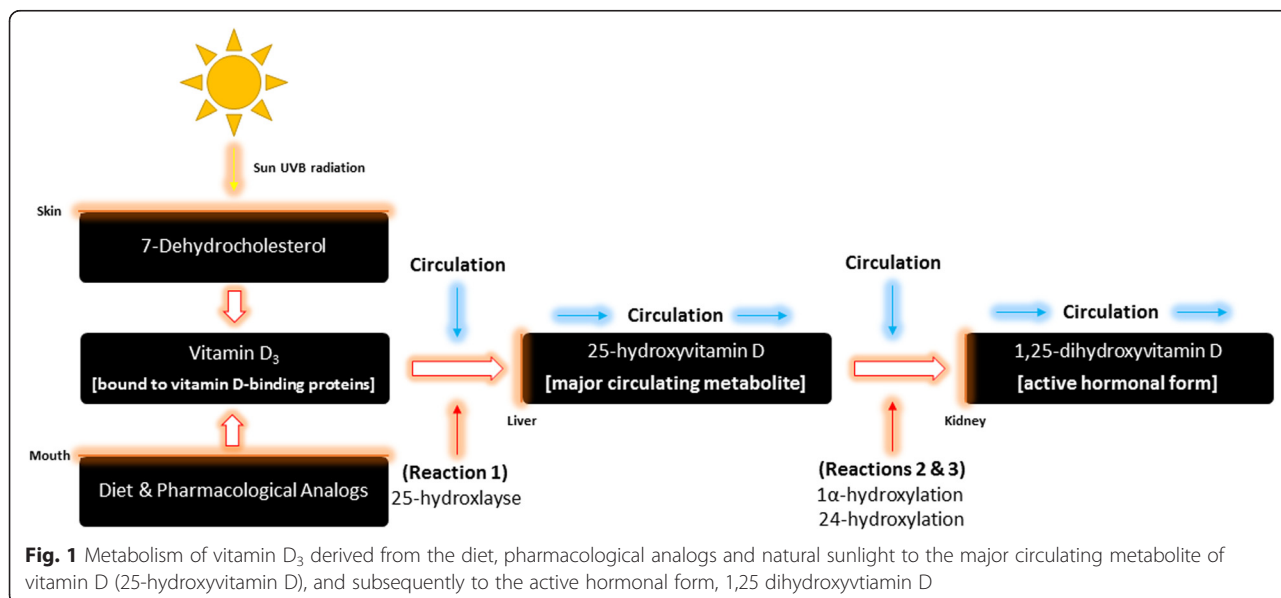 Sun UVB radiation
Skin
7-Dehydrocholesterol
Vitamin D₃
[bound to vitamin D-binding proteins]
Mouth
Diet & Pharmacological Analogs
Circulation
(Reaction 1)
25-hydroxlayse
Circulation
25-hydroxyvitamin D
[major circulating metabolite]
Liver
Circulation
(Reactions 2 & 3)
1α-hydroxylation
24-hydroxylation
Circulation
1,25-dihydroxyvitamin D
[active hormonal form]
Kidney
Fig. 1 Metabolism of vitamin D₃ derived from the diet, pharmacological analogs and natural sunlight to the major circulating metabolite of
vitamin D (25-hydroxyvitamin D), and subsequently to the active hormonal form, 1,25 dihydroxyvtiamin D